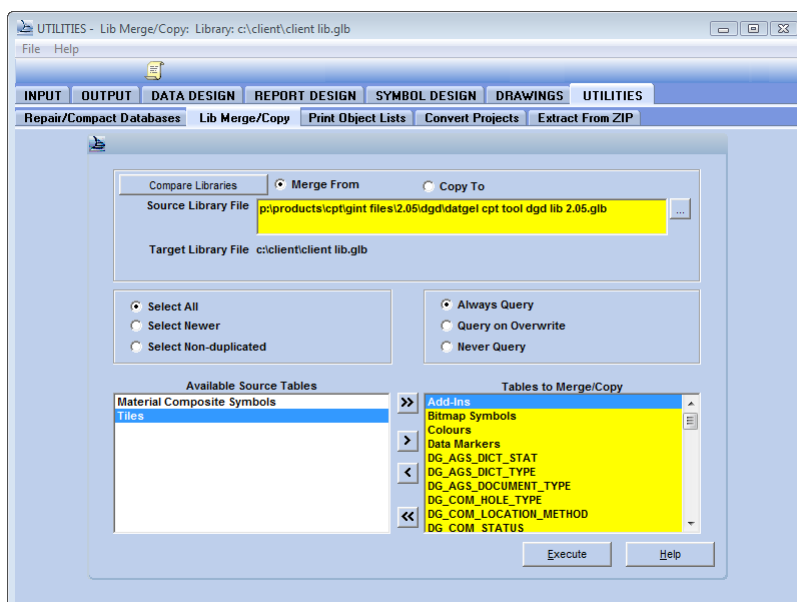 UTILITIES - Lib Merge/Copy: Library: c:\client\client lib.glb
File Help
INPUT OUTPUT DATA DESIGN REPORT DESIGN SYMBOL DESIGN DRAWINGS UTILITIES
Repair/Compact Databases Lib Merge/Copy Print Object Lists Convert Projects Extract From ZIP
Compare Libraries Merge From Copy To
Source Library File p:\products\cpt\gint files\2.05\dgd\datgel cpt tool dgd lib 2.05.glb ...
Target Library File c:\client\client lib.glb
Select All
Select Newer
Select Non-duplicated
Always Query
Query on Overwrite
Never Query
Available Source Tables
Material Composite Symbols
Tiles
>>
>
<
<<
Tables to Merge/Copy
Add-Ins
Bitmap Symbols
Colours
Data Markers
DG_AGS_DICT_STAT
DG_AGS_DICT_TYPE
DG_AGS_DOCUMENT_TYPE
DG_COM_HOLE_TYPE
DG_COM_LOCATION_METHOD
DG_COM_STATUS
Execute Help